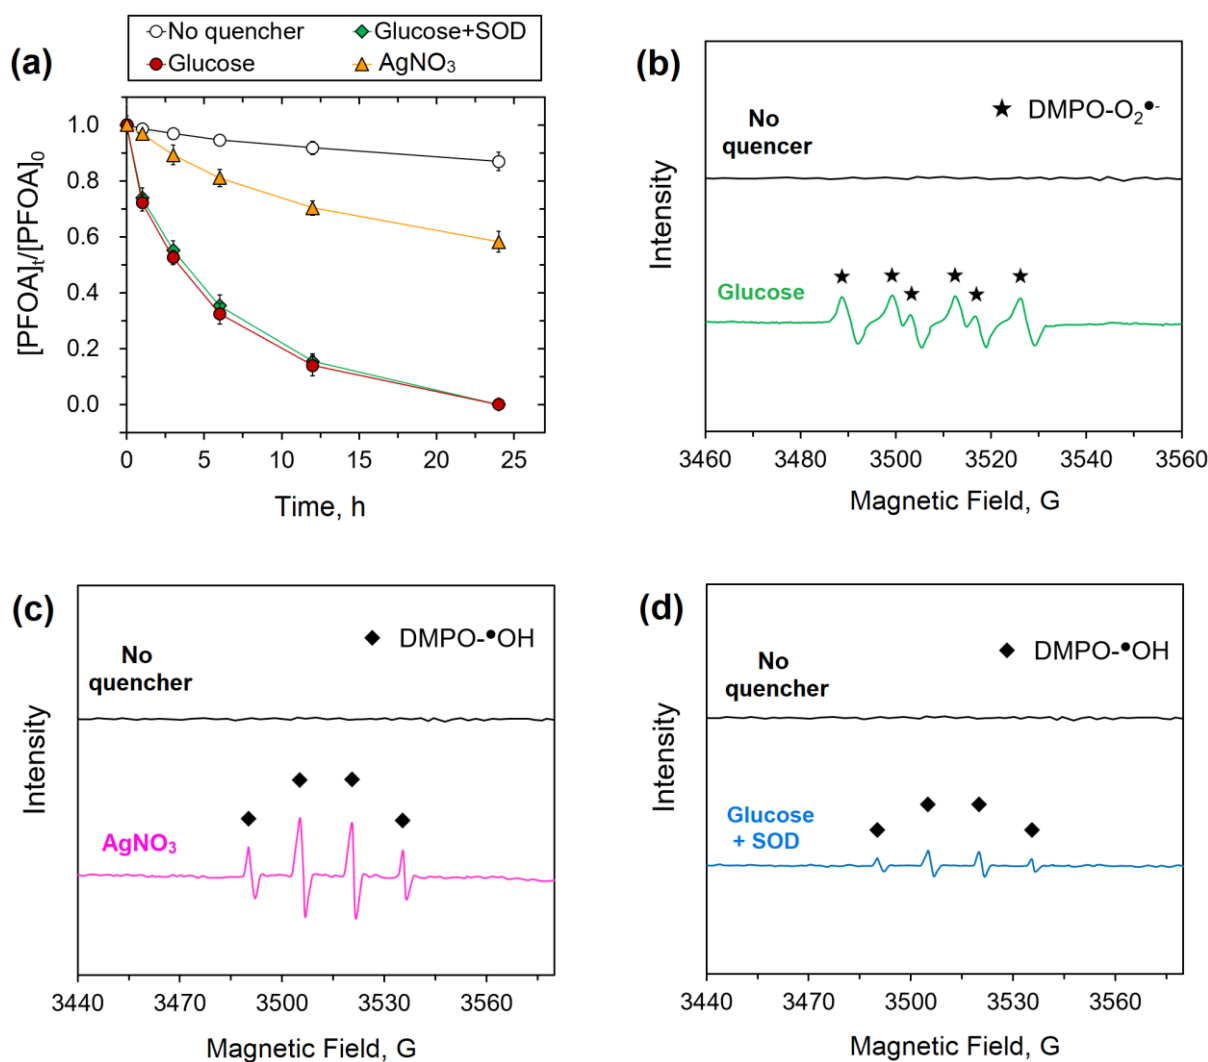 No quencher
Glucose+SOD
Glucose
AgNO₃
(a)
1.0
0.8
0.6
0.4
0.2
0.0
[PFOA]ₜ/[PFOA]₀
0 5 10 15 20 25
Time, h
(b)
DMPO-O₂•-
No
quencer
Glucose
Intensity
3460 3480 3500 3520 3540 3560
Magnetic Field, G
(c)
DMPO-•OH
No
quencher
AgNO₃
Intensity
3440 3470 3500 3530 3560
Magnetic Field, G
(d)
DMPO-•OH
No
quencher
Glucose
+ SOD
Intensity
3440 3470 3500 3530 3560
Magnetic Field, G